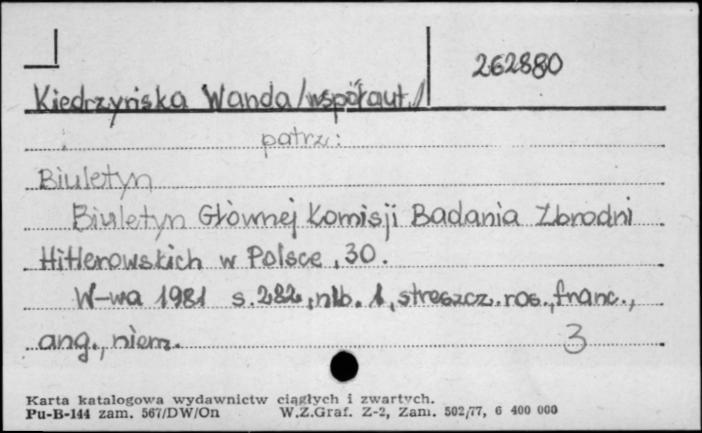 262880
Kiedrzyńska Wanda /współaut./
patrz:
Biuletyn
Biuletyn Głównej Komisji Badania Zbrodni
Hitlerowskich w Polsce, 30.
W-wa 1981 s. 282, nlb. 1, streszcz. ros., franc.,
ang., niem.
3
Karta katalogowa wydawnictw ciągłych i zwartych.
Pu-B-144 zam. 567/DW/On W.Z.Graf. Z-2, Zam. 502/77, 6 400 000